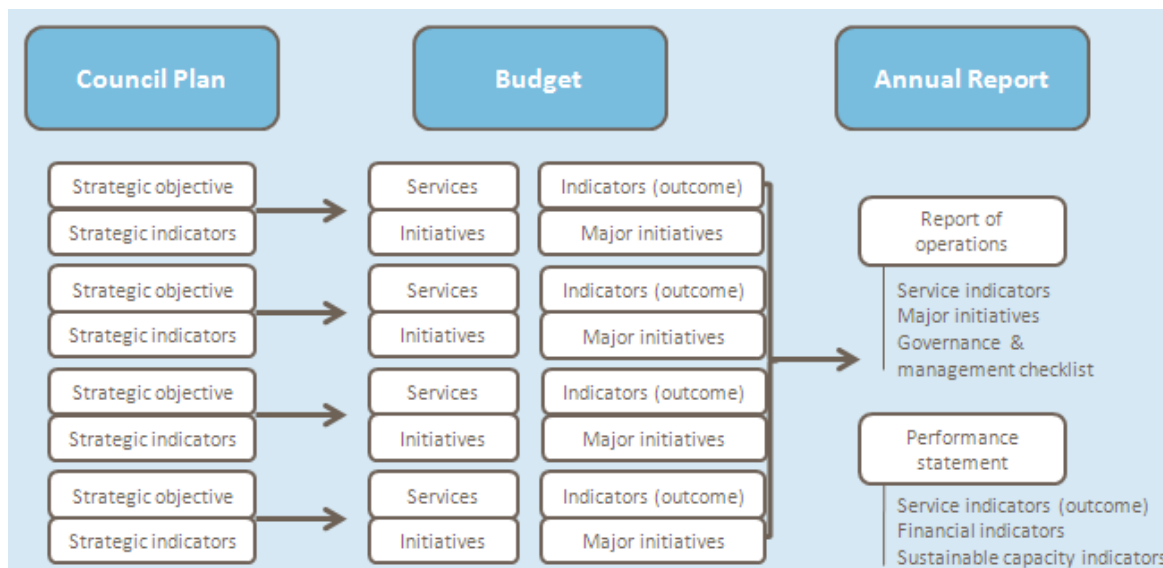 Council Plan
Budget
Annual Report
Strategic objective
Strategic indicators
Services
Initiatives
Indicators (outcome)
Major initiatives
Strategic objective
Strategic indicators
Services
Initiatives
Indicators (outcome)
Major initiatives
Strategic objective
Strategic indicators
Services
Initiatives
Indicators (outcome)
Major initiatives
Strategic objective
Strategic indicators
Services
Initiatives
Indicators (outcome)
Major initiatives
Report of
operations
Service indicators
Major initiatives
Governance &
management checklist
Performance
statement
Service indicators (outcome)
Financial indicators
Sustainable capacity indicators